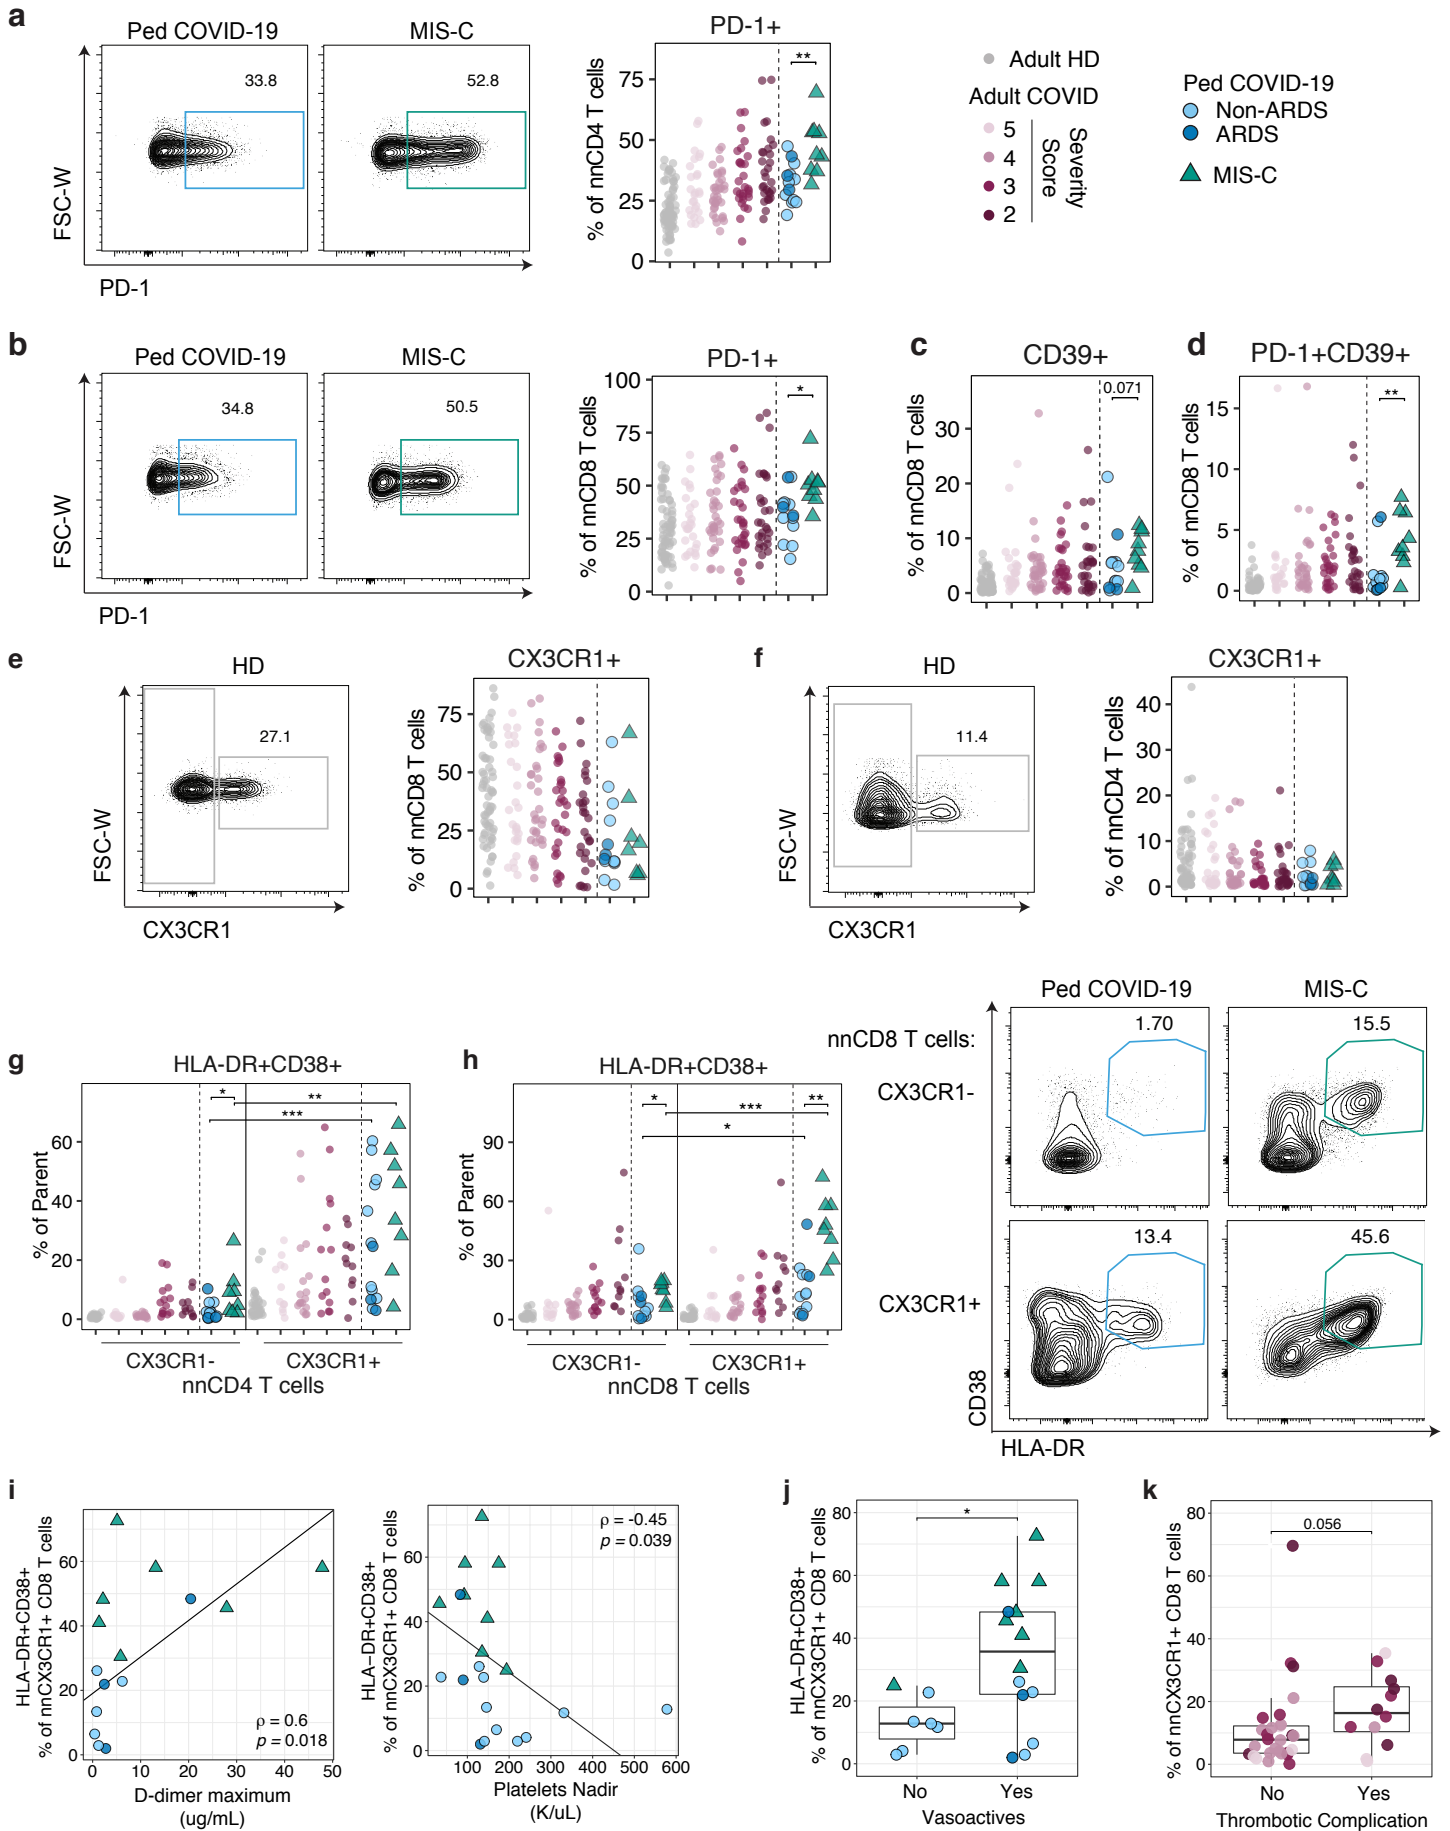 a
Ped COVID-19
MIS-C
33.8
52.8
FSC-W
PD-1
PD-1+
% of nnCD4 T cells
75
50
25
0
**
Adult HD
Adult COVID
5
4
3
2
Severity
Score
Ped COVID-19
Non-ARDS
ARDS
MIS-C
b
Ped COVID-19
MIS-C
34.8
50.5
FSC-W
PD-1
PD-1+
% of nnCD8 T cells
100
75
50
25
0
*
c
CD39+
% of nnCD8 T cells
30
20
10
0
0.071
d
PD-1+CD39+
% of nnCD8 T cells
15
10
5
0
**
e
HD
27.1
FSC-W
CX3CR1
CX3CR1+
% of nnCD8 T cells
75
50
25
0
f
HD
11.4
FSC-W
CX3CR1
CX3CR1+
% of nnCD4 T cells
40
30
20
10
0
g
HLA-DR+CD38+
% of Parent
60
40
20
0
*
**
***
CX3CR1-
CX3CR1+
nnCD4 T cells
h
HLA-DR+CD38+
% of Parent
90
60
30
0
*
**
***
*
CX3CR1-
CX3CR1+
nnCD8 T cells
Ped COVID-19
MIS-C
nnCD8 T cells:
CX3CR1-
1.70
15.5
CX3CR1+
13.4
45.6
CD38
HLA-DR
i
HLA–DR+CD38+
% of nnCX3CR1+ CD8 T cells
60
40
20
0
ρ = 0.6
p = 0.018
0 10 20 30 40 50
D-dimer maximum
(ug/mL)
HLA–DR+CD38+
% of nnCX3CR1+ CD8 T cells
60
40
20
0
ρ = -0.45
p = 0.039
100 200 300 400 500 600
Platelets Nadir
(K/uL)
j
HLA–DR+CD38+
% of nnCX3CR1+ CD8 T cells
80
60
40
20
0
*
No
Yes
Vasoactives
k
% of nnCX3CR1+ CD8 T cells
80
60
40
20
0
0.056
No
Yes
Thrombotic Complication